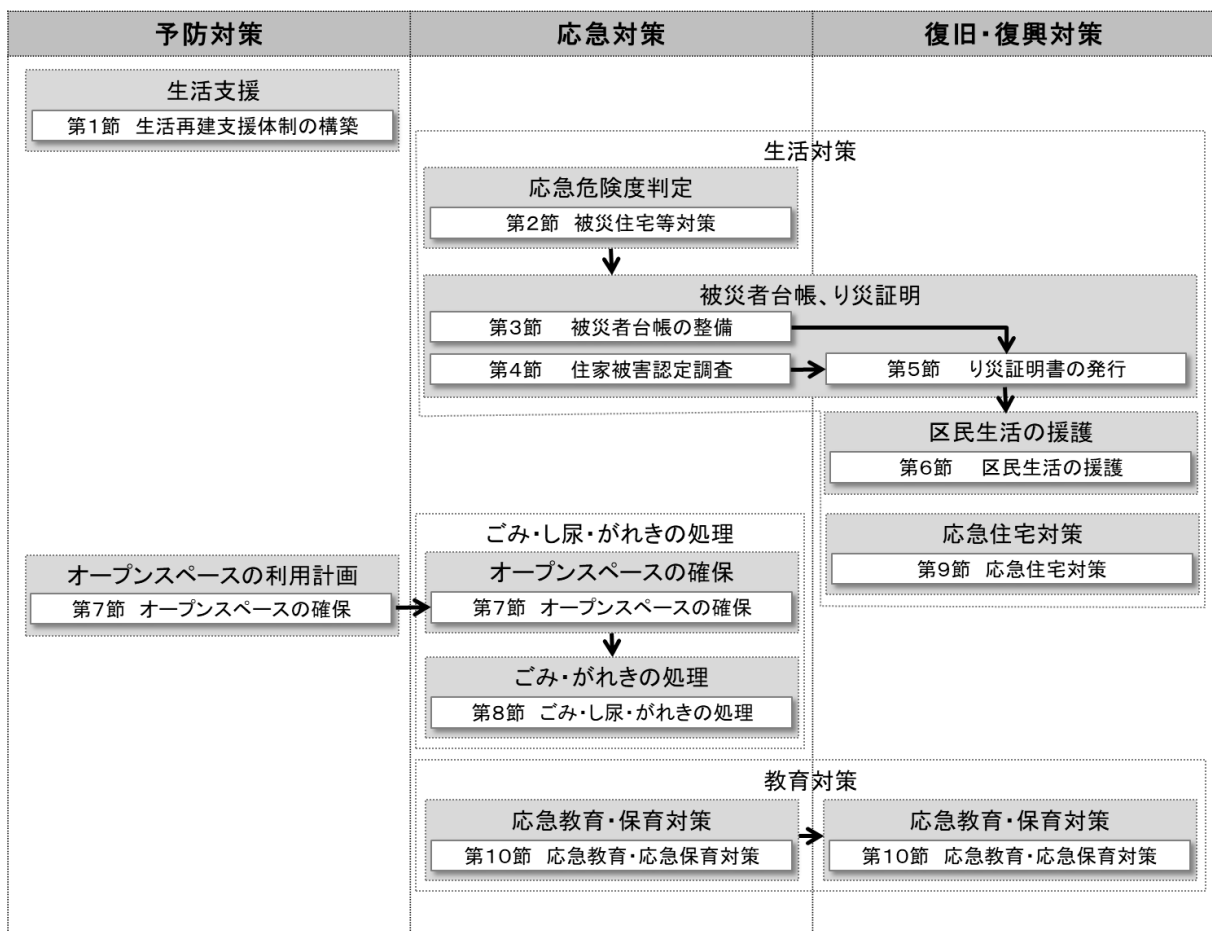 予防対策
応急対策
復旧・復興対策
生活支援
第1節 生活再建支援体制の構築
生活対策
応急危険度判定
第2節 被災住宅等対策
被災者台帳、り災証明
第3節 被災者台帳の整備
第4節 住家被害認定調査
第5節 り災証明書の発行
区民生活の援護
第6節 区民生活の援護
応急住宅対策
第9節 応急住宅対策
オープンスペースの利用計画
第7節 オープンスペースの確保
ごみ・し尿・がれきの処理
オープンスペースの確保
第7節 オープンスペースの確保
ごみ・がれきの処理
第8節 ごみ・し尿・がれきの処理
教育対策
応急教育・保育対策
第10節 応急教育・応急保育対策
応急教育・保育対策
第10節 応急教育・応急保育対策